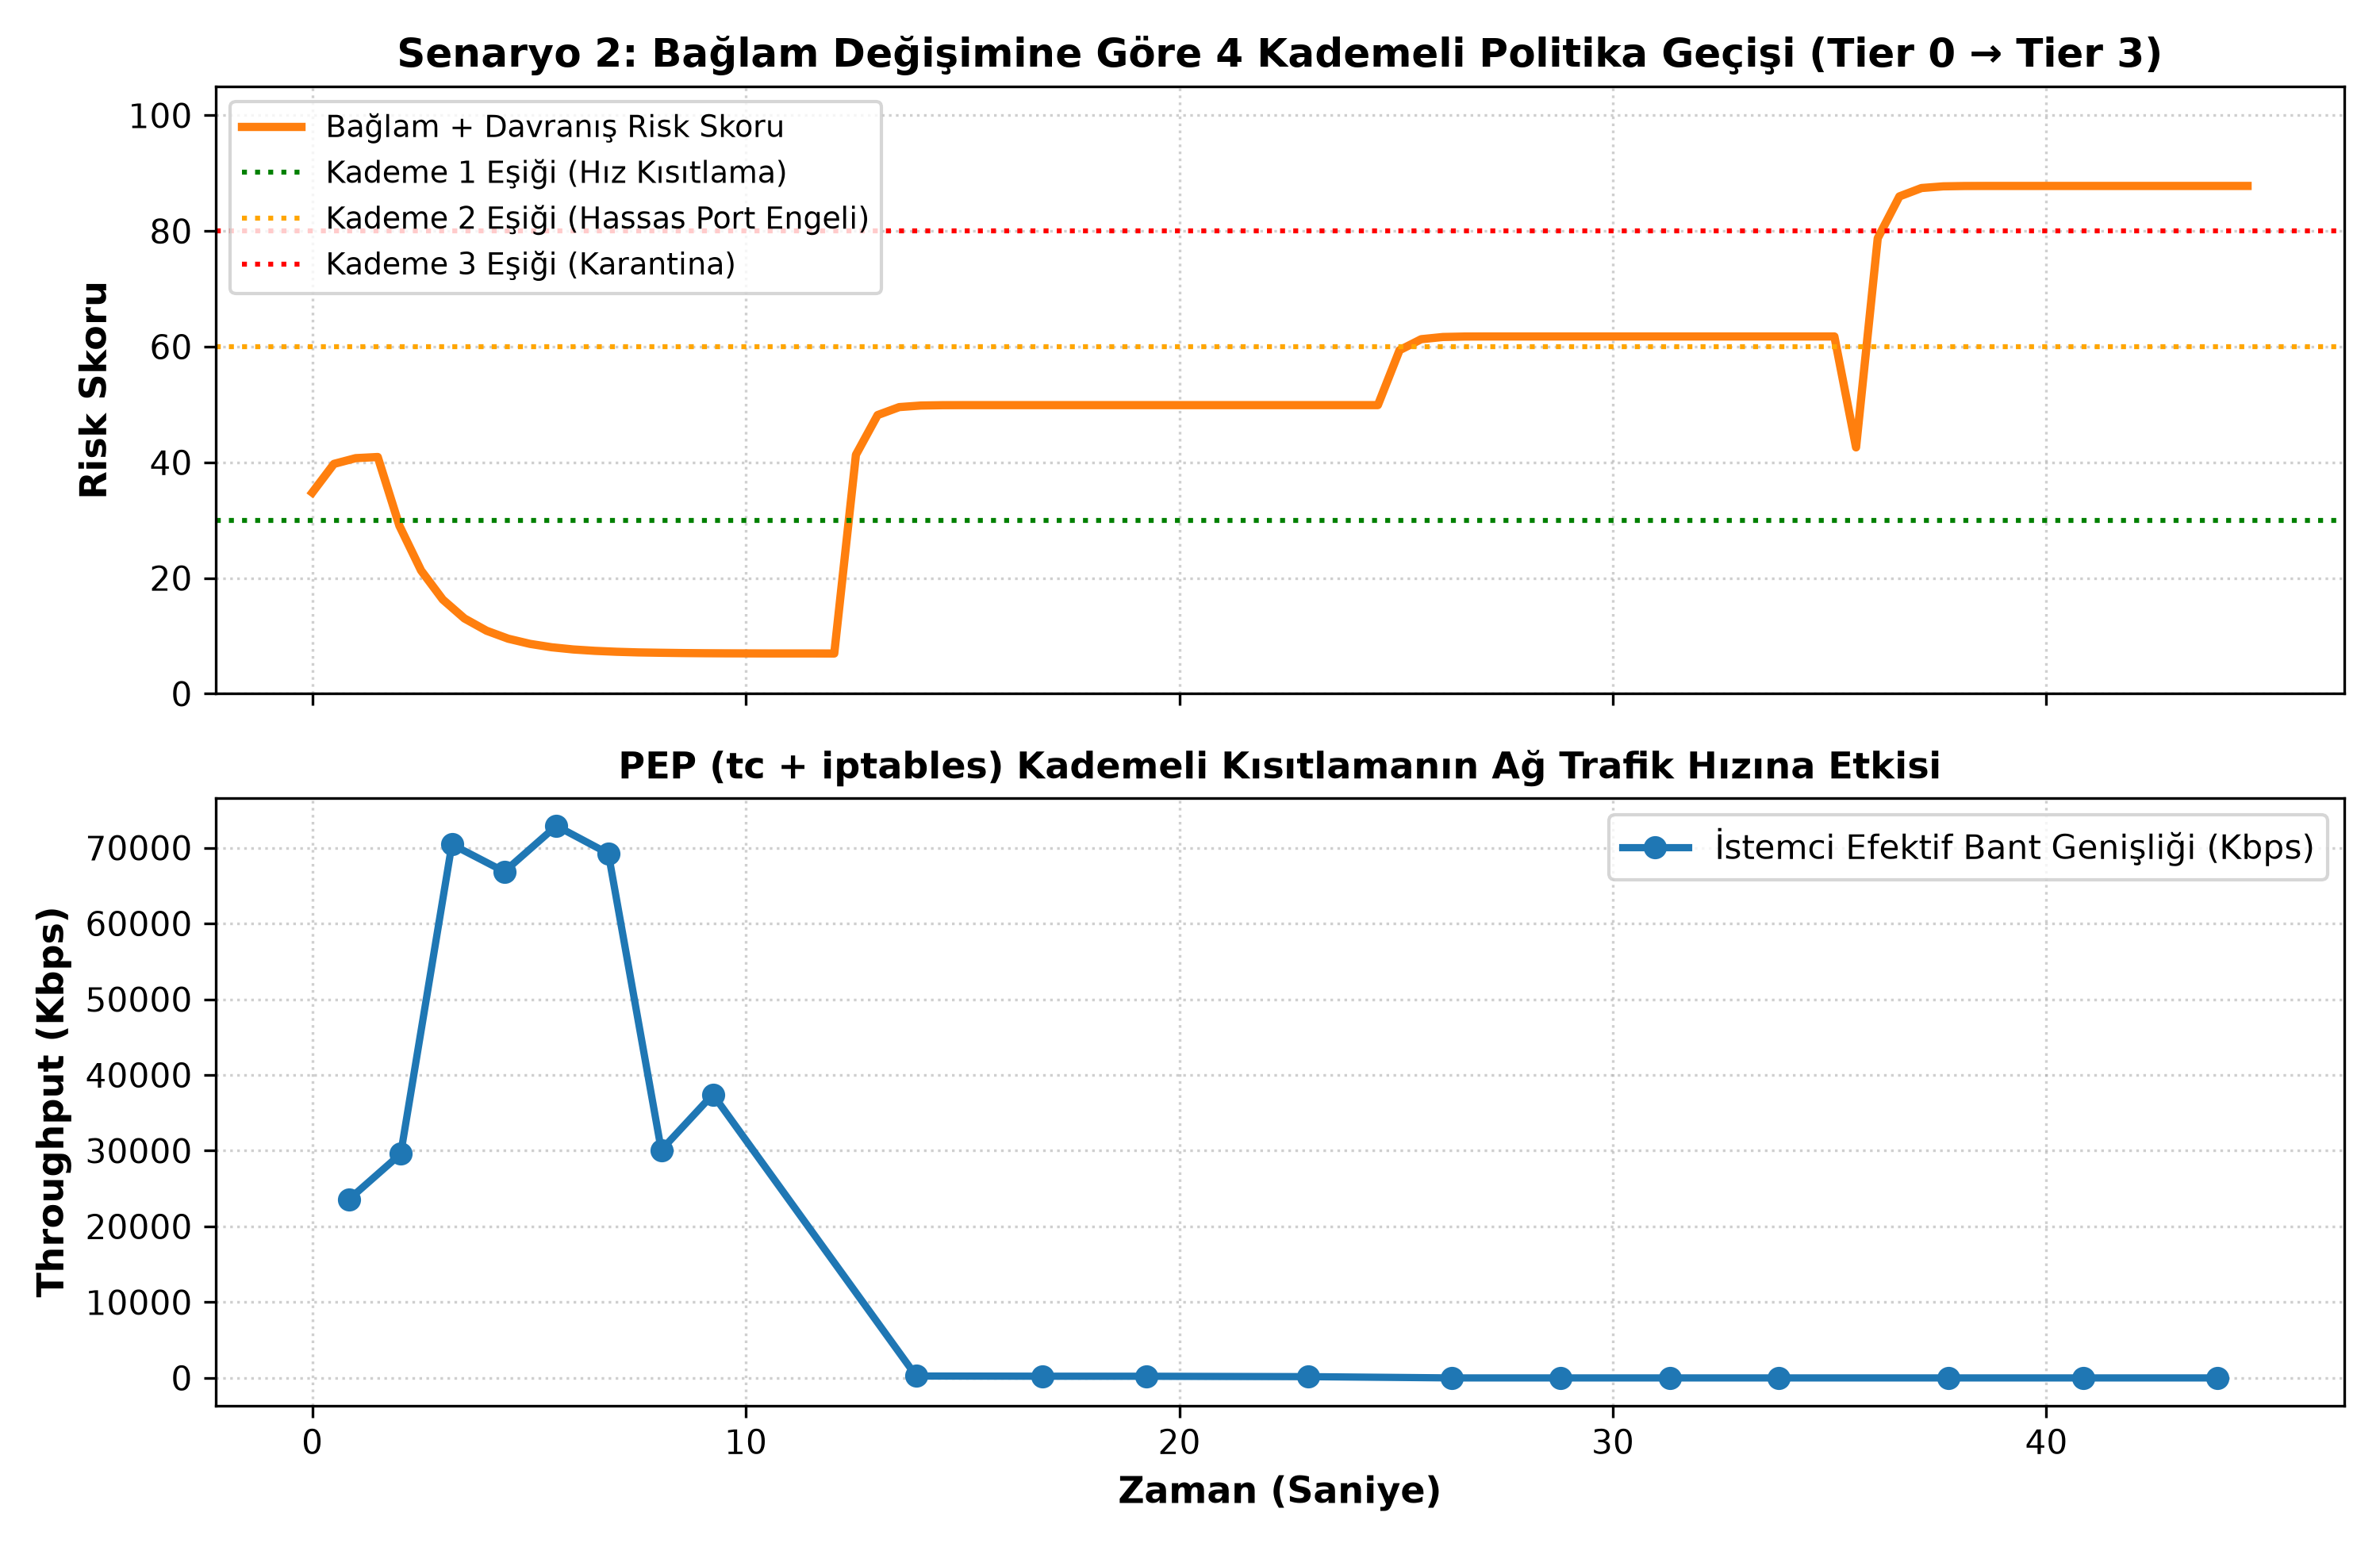 Senaryo 2: Bağlam Değişimine Göre 4 Kademeli Politika Geçişi (Tier 0 → Tier 3)
Risk Skoru
100
80
60
40
20
0
Bağlam + Davranış Risk Skoru
Kademe 1 Eşiği (Hız Kısıtlama)
Kademe 2 Eşiği (Hassas Port Engeli)
Kademe 3 Eşiği (Karantina)
PEP (tc + iptables) Kademeli Kısıtlamanın Ağ Trafik Hızına Etkisi
Throughput (Kbps)
70000
60000
50000
40000
30000
20000
10000
0
İstemci Efektif Bant Genişliği (Kbps)
0 10 20 30 40
Zaman (Saniye)